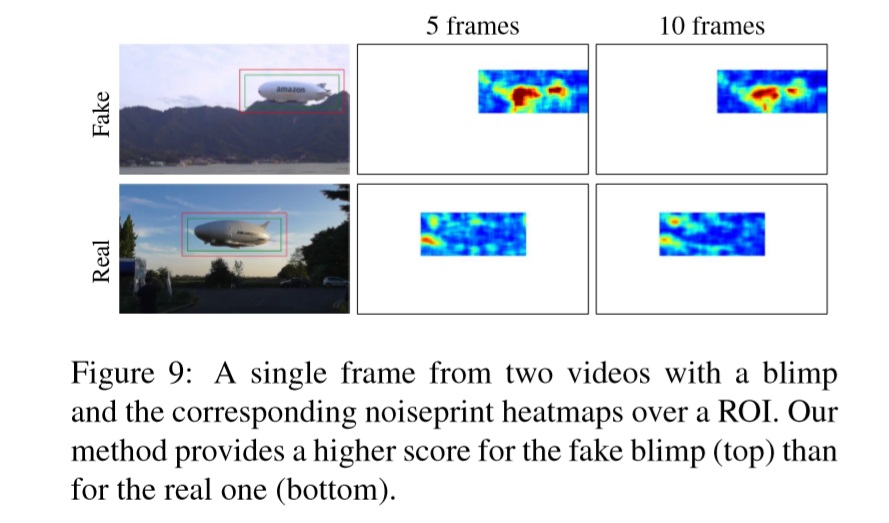 5 frames 10 frames
Fake
amazon
Real
Figure 9: A single frame from two videos with a blimp
and the corresponding noiseprint heatmaps over a ROI. Our
method provides a higher score for the fake blimp (top) than
for the real one (bottom).